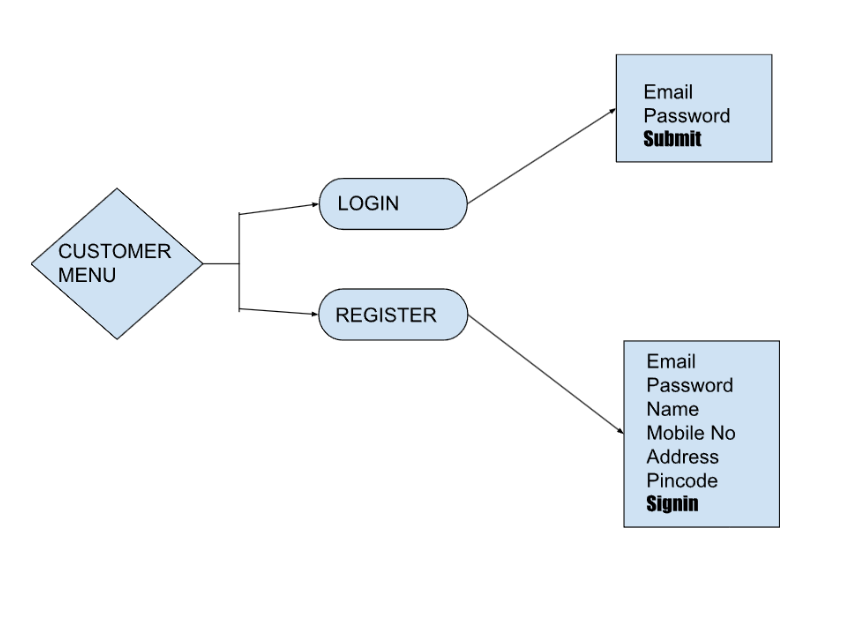 CUSTOMER
MENU
LOGIN
REGISTER
Email
Password
Submit
Email
Password
Name
Mobile No
Address
Pincode
Signin